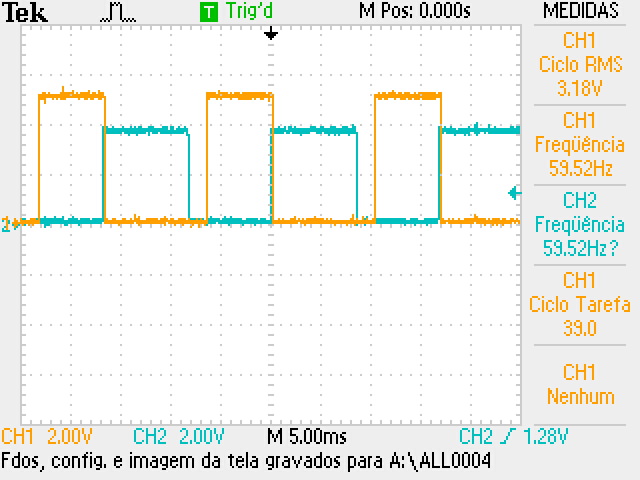 Tek T Trig'd M Pos: 0.000s MEDIDAS
CH1
Ciclo RMS
3.18V
CH1
Freqüência
59.52Hz
CH2
Freqüência
59.52Hz?
CH1
Ciclo Tarefa
39.0
CH1
Nenhum
1
2
CH1 2.00V CH2 2.00V M 5.00ms CH2 1.28V
Fdos, config. e imagem da tela gravados para A:\ALL0004